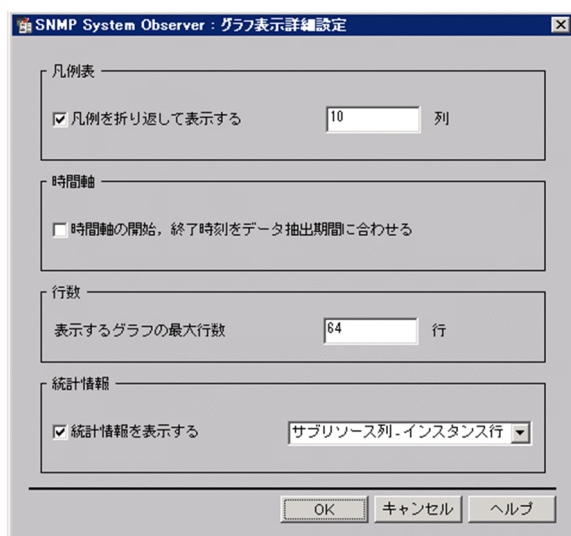 SNMP System Observer : グラフ表示詳細設定
凡例表
凡例を折り返して表示する 10 列
時間軸
時間軸の開始，終了時刻をデータ抽出期間に合わせる
行数
表示するグラフの最大行数 64 行
統計情報
統計情報を表示する サブリソース列-インスタンス行
OK キャンセル ヘルプ